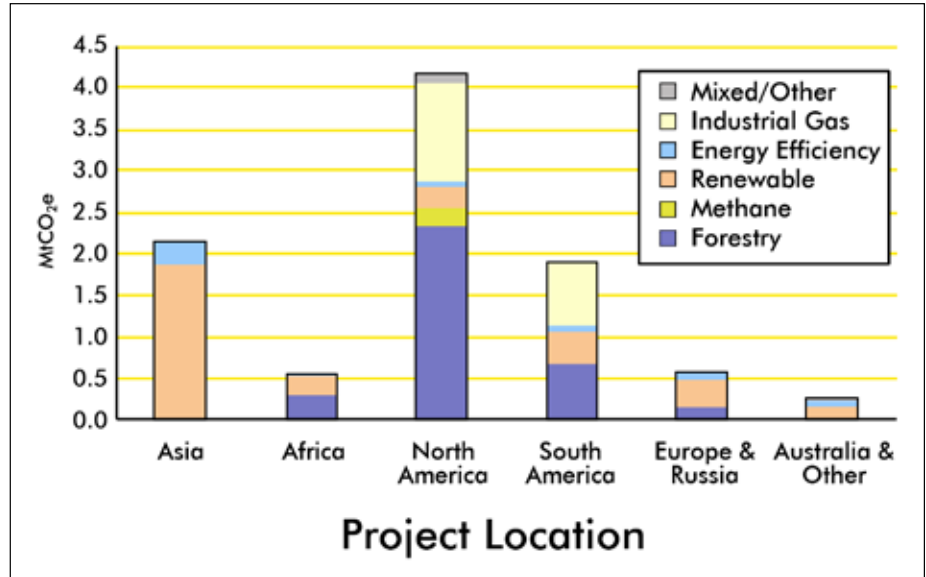 4.5
4.0
3.5
3.0
2.5
2.0
1.5
1.0
0.5
0.0
MtCO₂e
Mixed/Other
Industrial Gas
Energy Efficiency
Renewable
Methane
Forestry
Asia
Africa
North
America
South
America
Europe &
Russia
Australia &
Other
Project Location